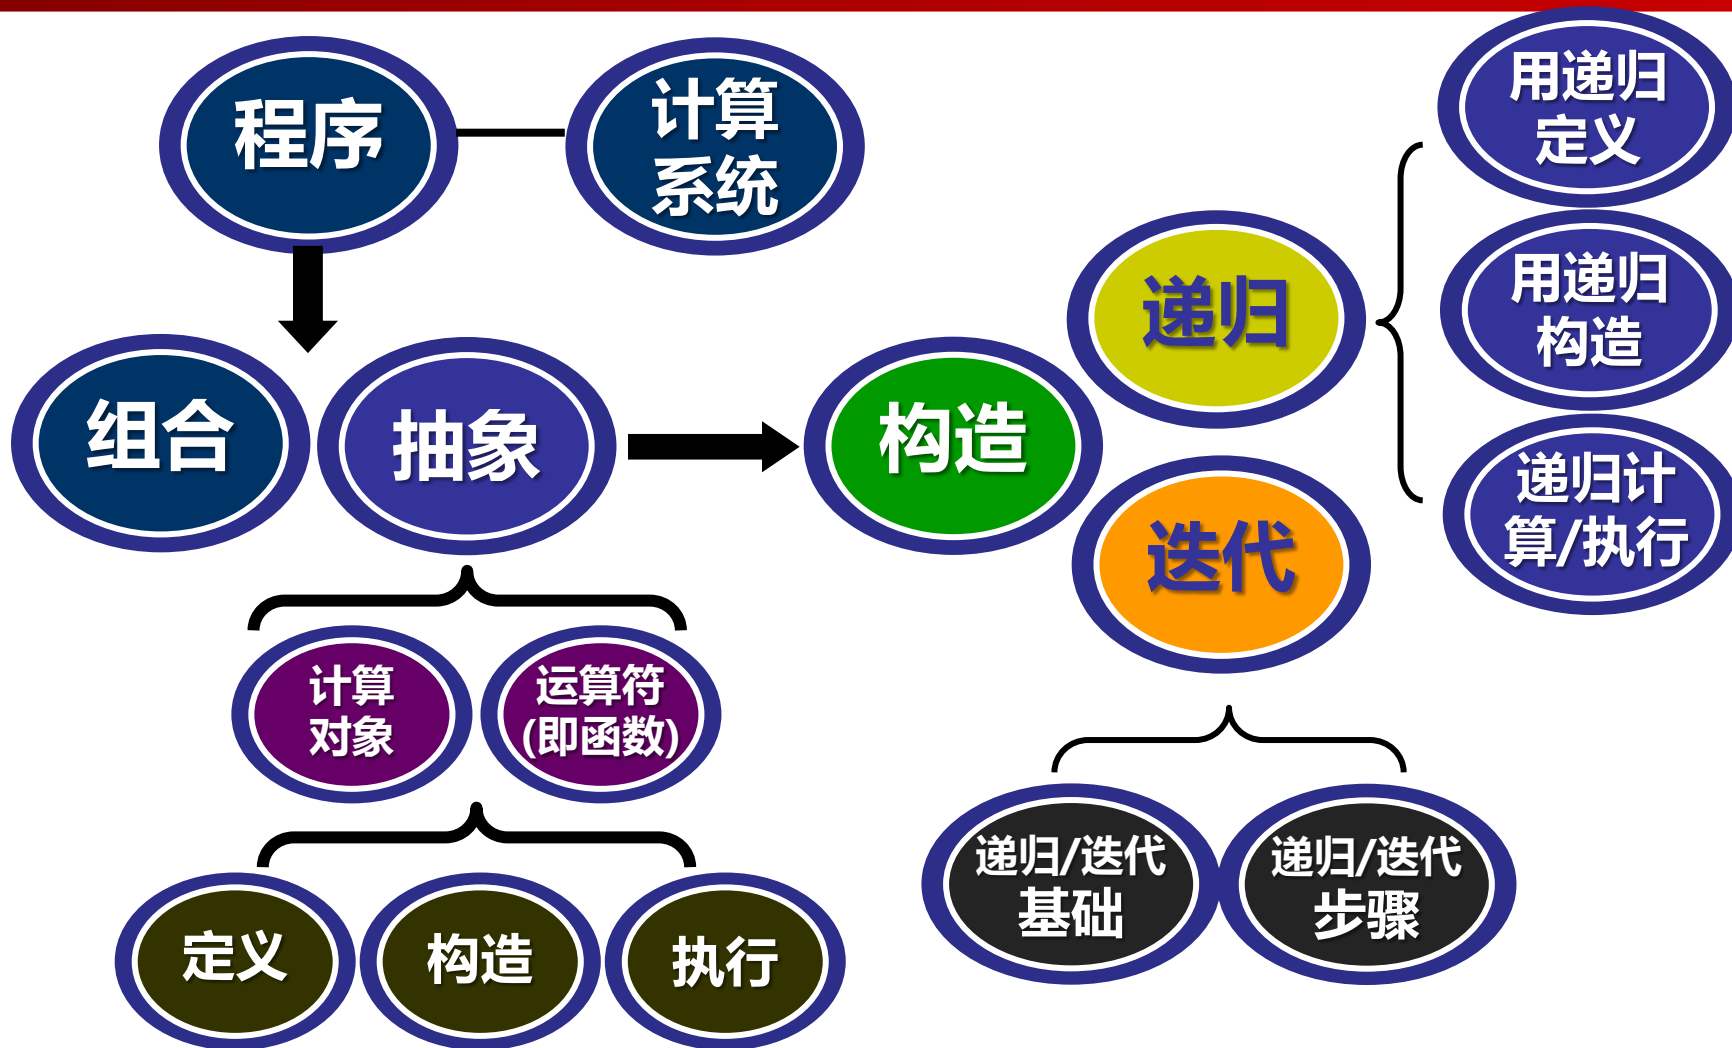 程序
计算
系统
组合
抽象
构造
递归
迭代
用递归
定义
用递归
构造
递归计
算/执行
计算
对象
运算符
(即函数)
定义
构造
执行
递归/迭代
基础
递归/迭代
步骤